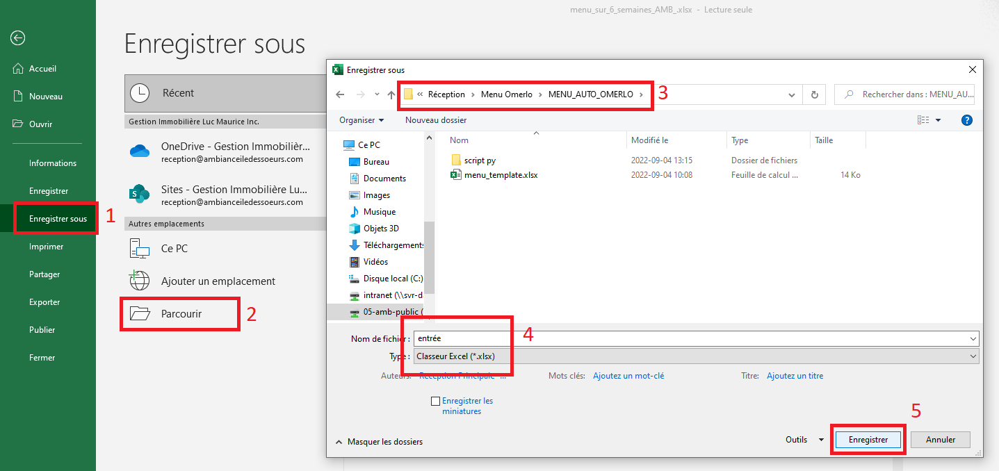 menu_sur_6_semaines_AMB_.xlsx - Lecture seule
Enregistrer sous
Accueil
Nouveau
Ouvrir
Informations
Enregistrer
Enregistrer sous
1
Imprimer
Partager
Exporter
Publier
Fermer
Récent
Gestion Immobilière Luc Maurice Inc.
OneDrive - Gestion Immobilièr...
reception@ambianceiledessoeurs.com
Sites - Gestion Immobilière Lu...
reception@ambianceiledessoeurs.com
Autres emplacements
Ce PC
Ajouter un emplacement
Parcourir
2
Enregistrer sous
« Réception > Menu Omerlo > MENU_AUTO_OMERLO >
3
Rechercher dans : MENU_AU...
Organiser
Nouveau dossier
Ce PC
Bureau
Documents
Images
Musique
Objets 3D
Téléchargements
Vidéos
Disque local (C:)
intranet (\\svr-d
05-amb-public (
Nom Modifié le Type Taille
script py 2022-09-04 13:15 Dossier de fichiers
menu_template.xlsx 2022-09-04 10:08 Feuille de calcul ... 14 Ko
Nom de fichier : entrée
4
Type : Classeur Excel (*.xlsx)
Auteurs: Réception Principale ... Mots clés: Ajoutez un mot-clé Titre: Ajoutez un titre
Enregistrer les
miniatures
5
Masquer les dossiers
Outils Enregistrer Annuler